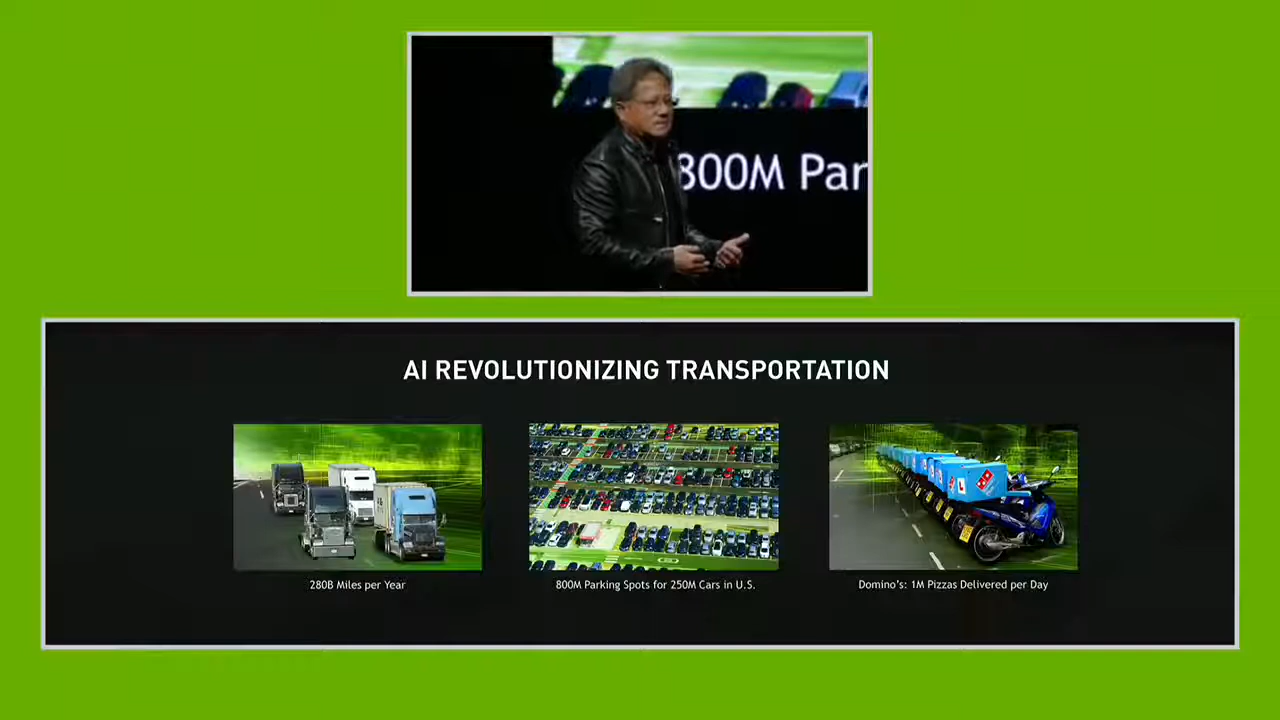 800M Par
AI REVOLUTIONIZING TRANSPORTATION
280B Miles per Year
800M Parking Spots for 250M Cars in U.S.
Domino's: 1M Pizzas Delivered per Day